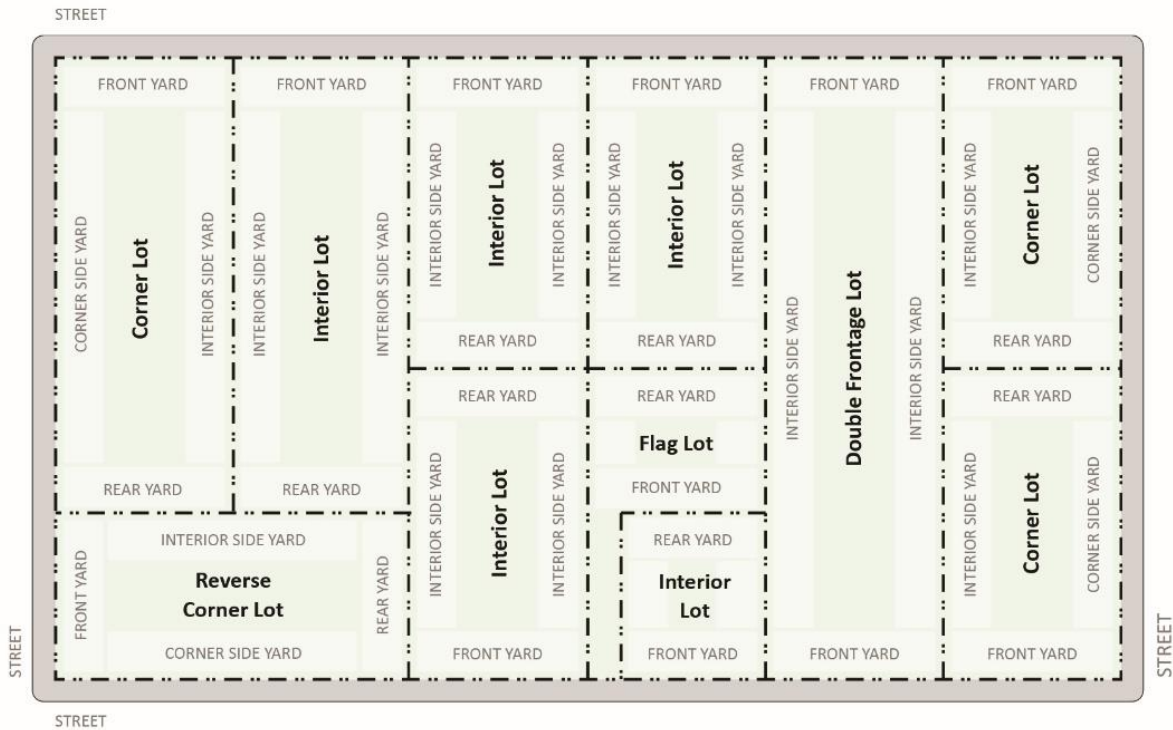 STREET
FRONT YARD
FRONT YARD
FRONT YARD
FRONT YARD
FRONT YARD
FRONT YARD
CORNER SIDE YARD
Corner Lot
INTERIOR SIDE YARD
INTERIOR SIDE YARD
Interior Lot
INTERIOR SIDE YARD
INTERIOR SIDE YARD
Interior Lot
INTERIOR SIDE YARD
INTERIOR SIDE YARD
Interior Lot
INTERIOR SIDE YARD
INTERIOR SIDE YARD
Double Frontage Lot
INTERIOR SIDE YARD
INTERIOR SIDE YARD
Corner Lot
CORNER SIDE YARD
REAR YARD
REAR YARD
REAR YARD
REAR YARD
REAR YARD
REAR YARD
INTERIOR SIDE YARD
Interior Lot
INTERIOR SIDE YARD
Flag Lot
FRONT YARD
INTERIOR SIDE YARD
Corner Lot
CORNER SIDE YARD
REAR YARD
REAR YARD
FRONT YARD
INTERIOR SIDE YARD
Reverse
Corner Lot
CORNER SIDE YARD
REAR YARD
REAR YARD
Interior
Lot
FRONT YARD
FRONT YARD
FRONT YARD
FRONT YARD
STREET
STREET
STREET